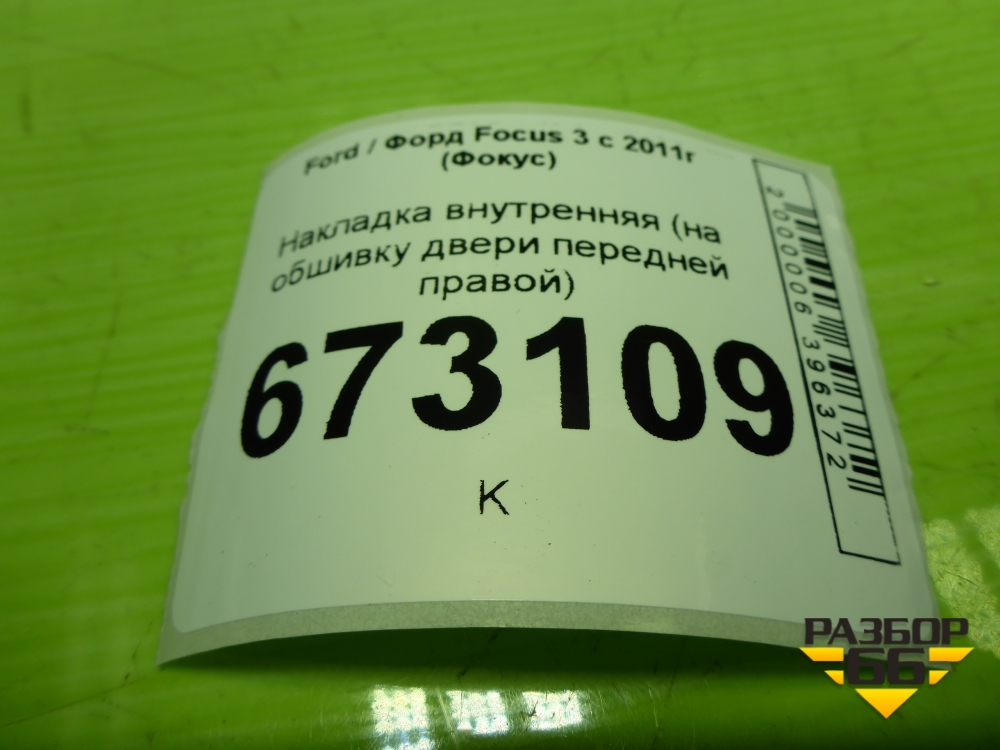 Ford / Форд Focus 3 с 2011г
(Фокус)
Накладка внутренняя (на
обшивку двери передней
правой)
673109
К
2000006396372
РАЗБОР
66